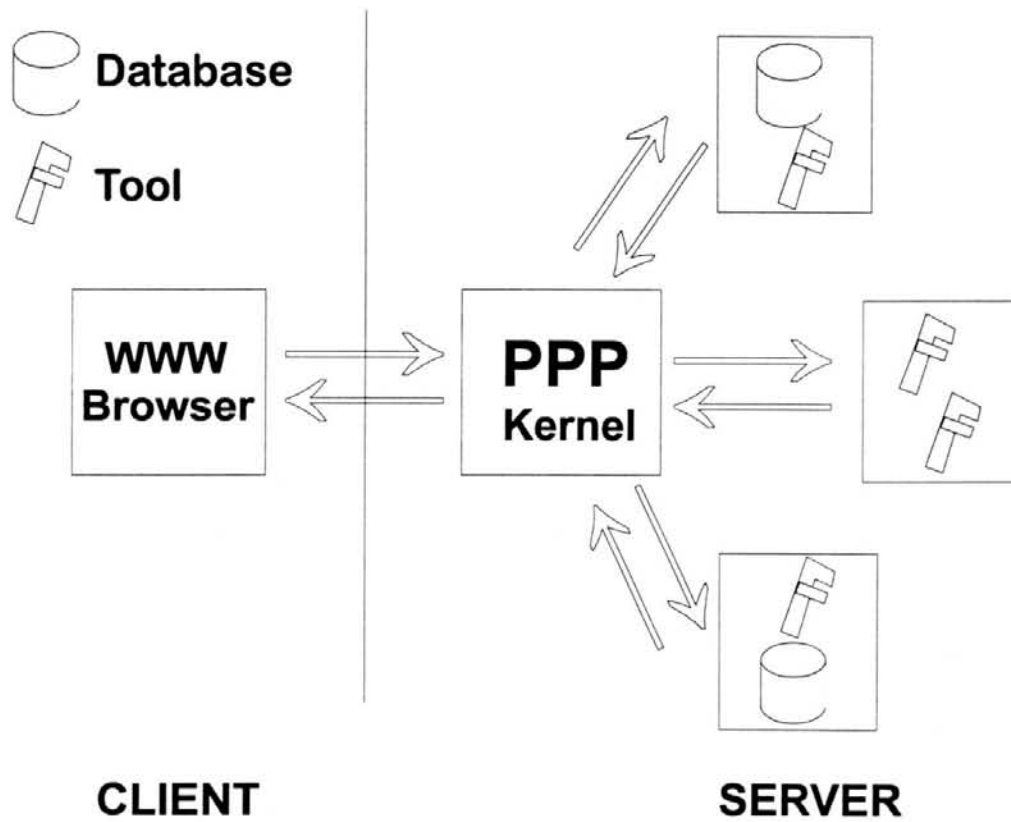 Database
Tool
WWW
Browser
PPP
Kernel
CLIENT
SERVER